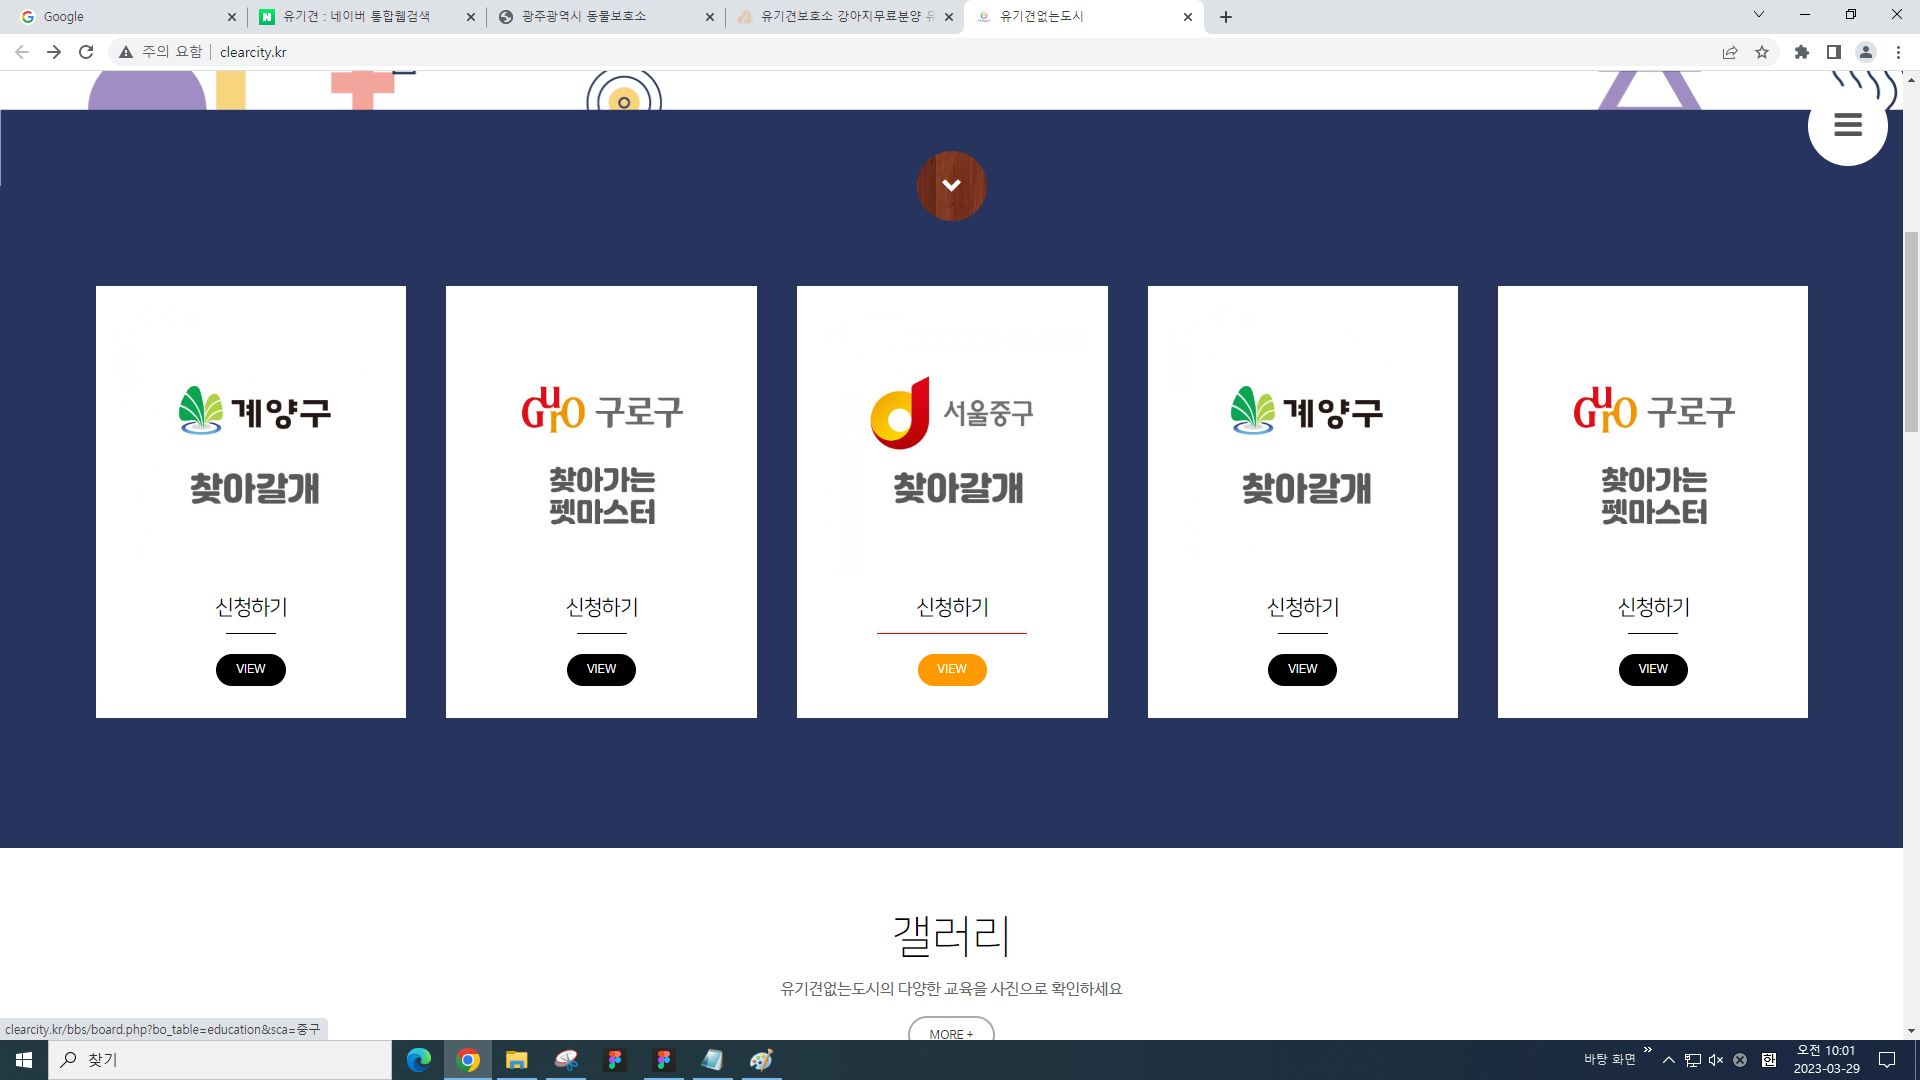 Google
유기견 : 네이버 통합웹검색
광주광역시 동물보호소
유기견보호소 강아지무료분양
유기견없는도시
주의 요함
clearcity.kr
계양구
찾아갈개
신청하기
VIEW
GurO 구로구
찾아가는
펫마스터
신청하기
VIEW
서울중구
찾아갈개
신청하기
VIEW
계양구
찾아갈개
신청하기
VIEW
GurO 구로구
찾아가는
펫마스터
신청하기
VIEW
갤러리
유기견없는도시의 다양한 교육을 사진으로 확인하세요
MORE +
clearcity.kr/bbs/board.php?bo_table=education&sca=중구
찾기
바탕 화면
한
오전 10:01
2023-03-29